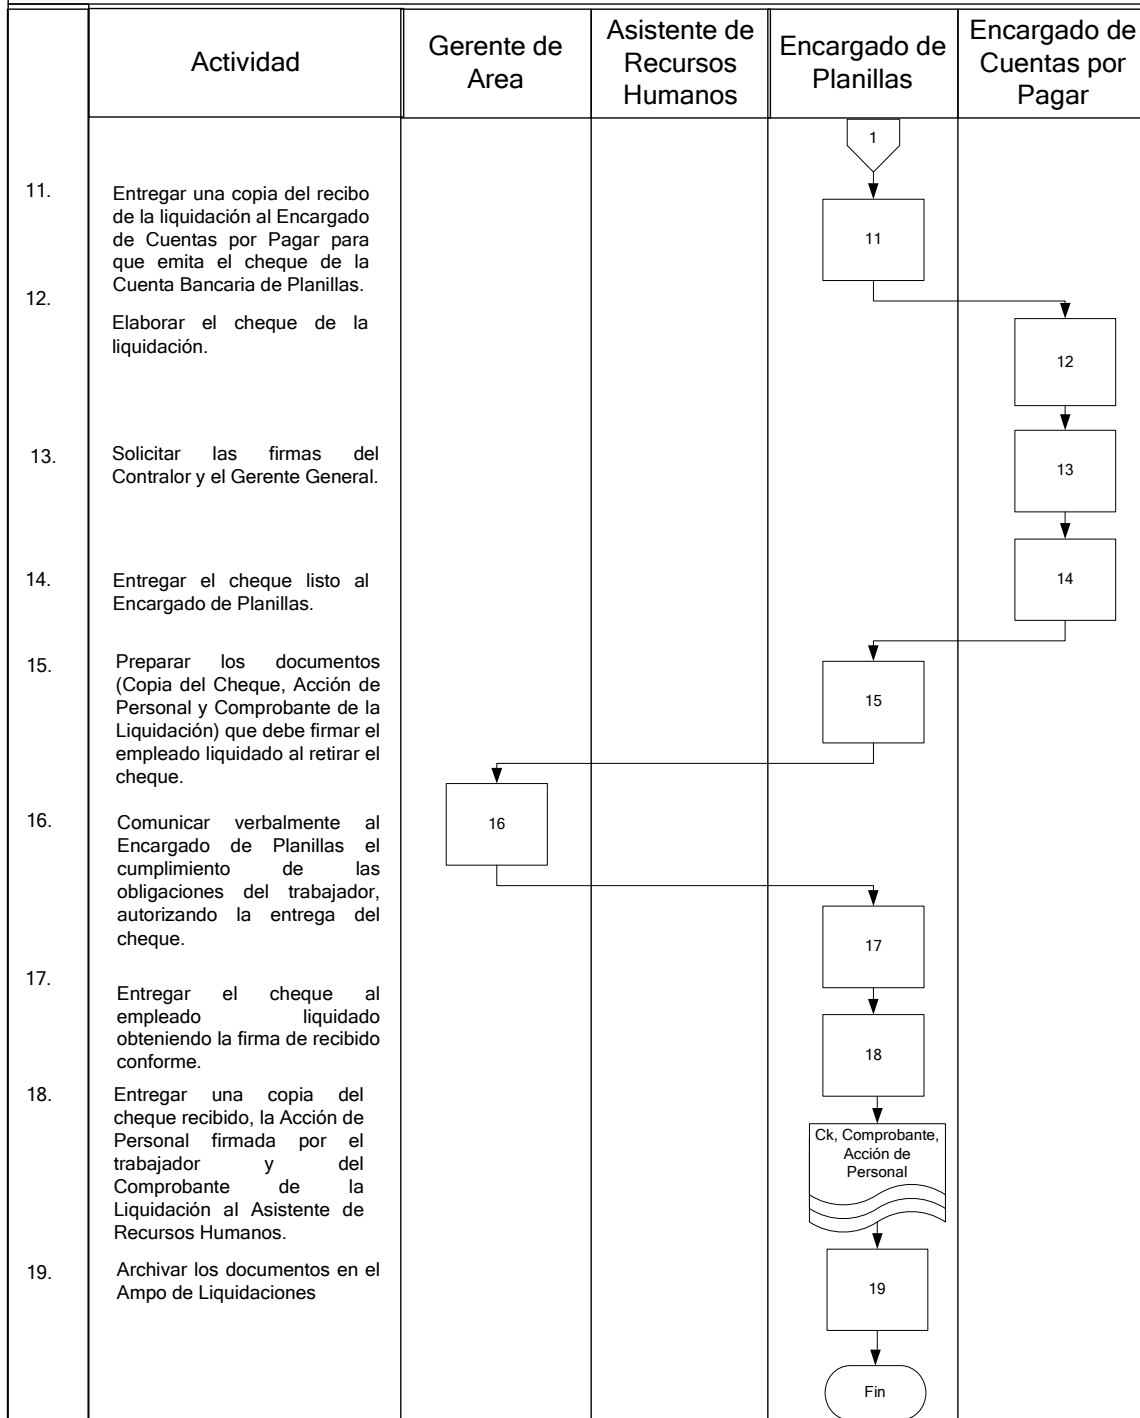 Actividad
Gerente de
Area
Asistente de
Recursos
Humanos
Encargado de
Planillas
Encargado de
Cuentas por
Pagar
1
11.
Entregar una copia del recibo
de la liquidación al Encargado
de Cuentas por Pagar para
que emita el cheque de la
Cuenta Bancaria de Planillas.
11
12.
Elaborar el cheque de la
liquidación.
12
13.
Solicitar las firmas del
Contralor y el Gerente General.
13
14.
Entregar el cheque listo al
Encargado de Planillas.
14
15.
Preparar los documentos
(Copia del Cheque, Acción de
Personal y Comprobante de la
Liquidación) que debe firmar el
empleado liquidado al retirar el
cheque.
15
16.
Comunicar verbalmente al
Encargado de Planillas el
cumplimiento de las
obligaciones del trabajador,
autorizando la entrega del
cheque.
16
17.
Entregar el cheque al
empleado liquidado
obteniendo la firma de recibido
conforme.
17
18.
Entregar una copia del
cheque recibido, la Acción de
Personal firmada por el
trabajador y del
Comprobante de la
Liquidación al Asistente de
Recursos Humanos.
18
Ck, Comprobante,
Acción de
Personal
19.
Archivar los documentos en el
Ampo de Liquidaciones
19
Fin